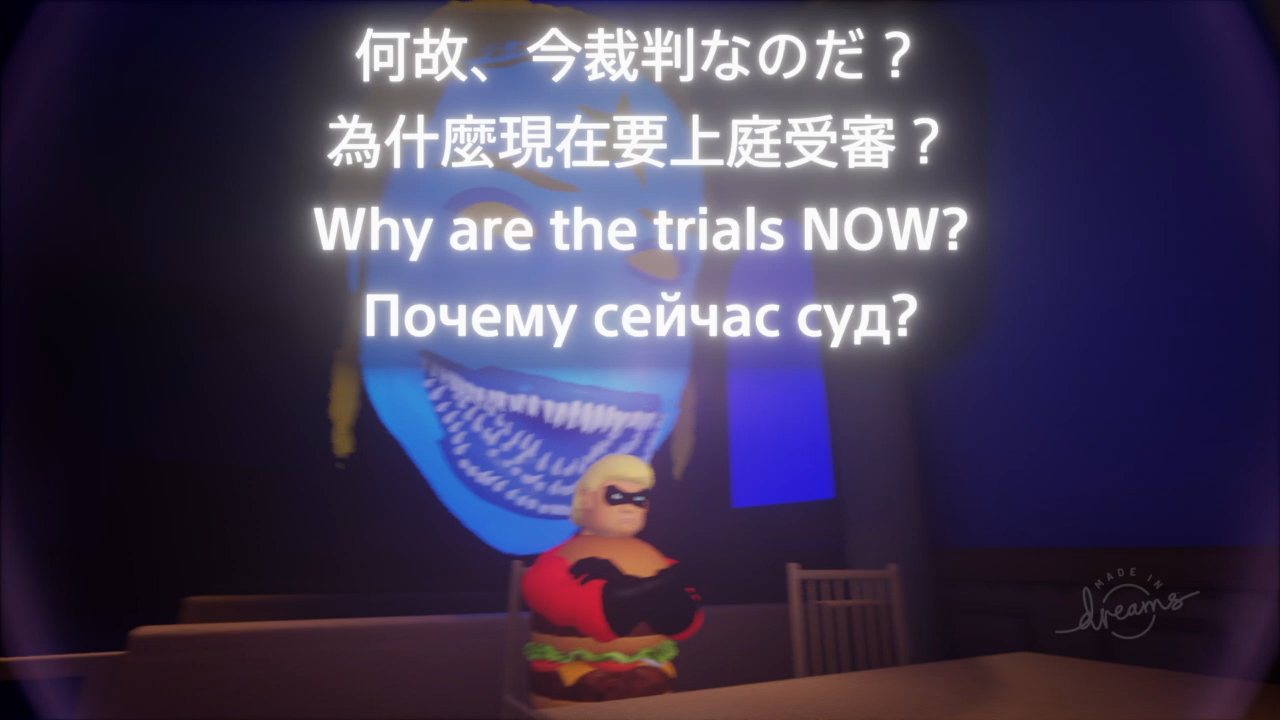 何故、今裁判なのだ？
為什麼現在要上庭受審？
Why are the trials NOW?
Почему сейчас суд?
MADE IN
dreams